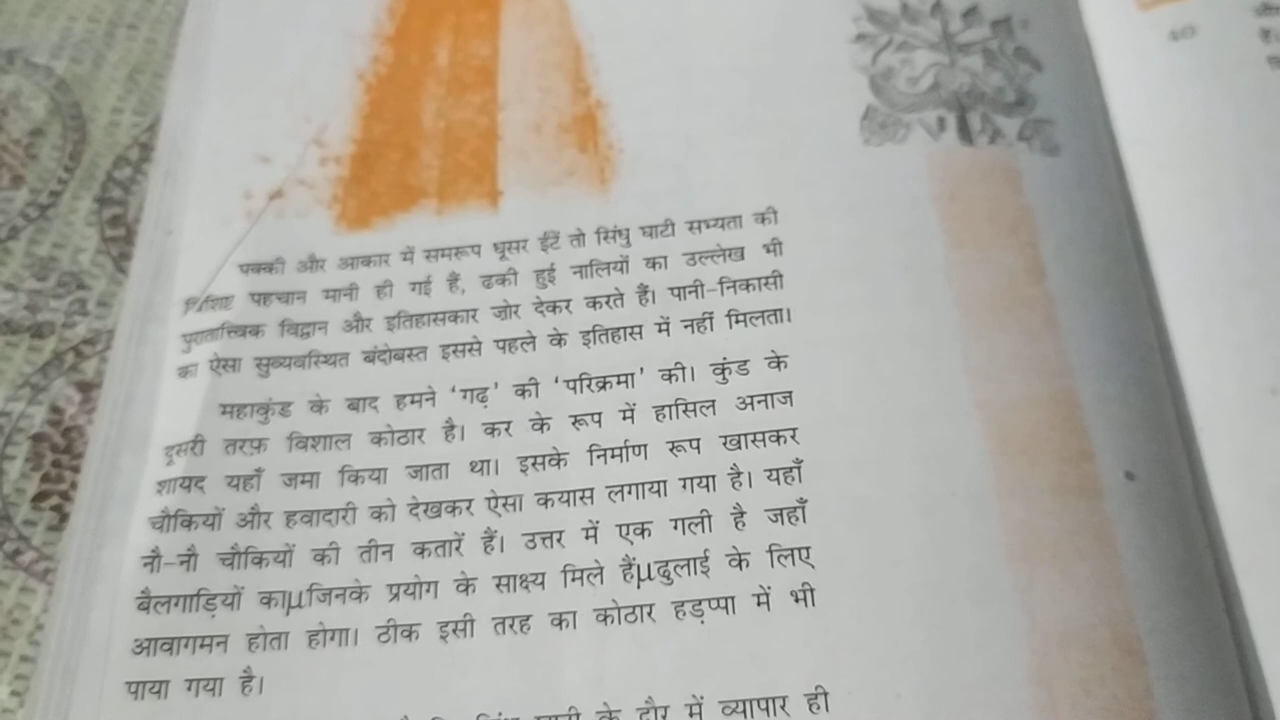 40
पक्की और आकार में समरूप धूसर ईंटें तो सिंधु घाटी सभ्यता की
विशिष्ट पहचान मानी ही गई हैं, ढकी हुई नालियों का उल्लेख भी
पुरातात्त्विक विद्वान और इतिहासकार ज़ोर देकर करते हैं। पानी-निकासी
का ऐसा सुव्यवस्थित बंदोबस्त इससे पहले के इतिहास में नहीं मिलता।
महाकुंड के बाद हमने ‘गढ़’ की ‘परिक्रमा’ की। कुंड के
दूसरी तरफ़ विशाल कोठार है। कर के रूप में हासिल अनाज
शायद यहाँ जमा किया जाता था। इसके निर्माण रूप खासकर
चौकियों और हवादारी को देखकर ऐसा कयास लगाया गया है। यहाँ
नौ-नौ चौकियों की तीन कतारें हैं। उत्तर में एक गली है जहाँ
बैलगाड़ियों काμजिनके प्रयोग के साक्ष्य मिले हैंμढुलाई के लिए
आवागमन होता होगा। ठीक इसी तरह का कोठार हड़प्पा में भी
पाया गया है।
के दौर में व्यापार ही